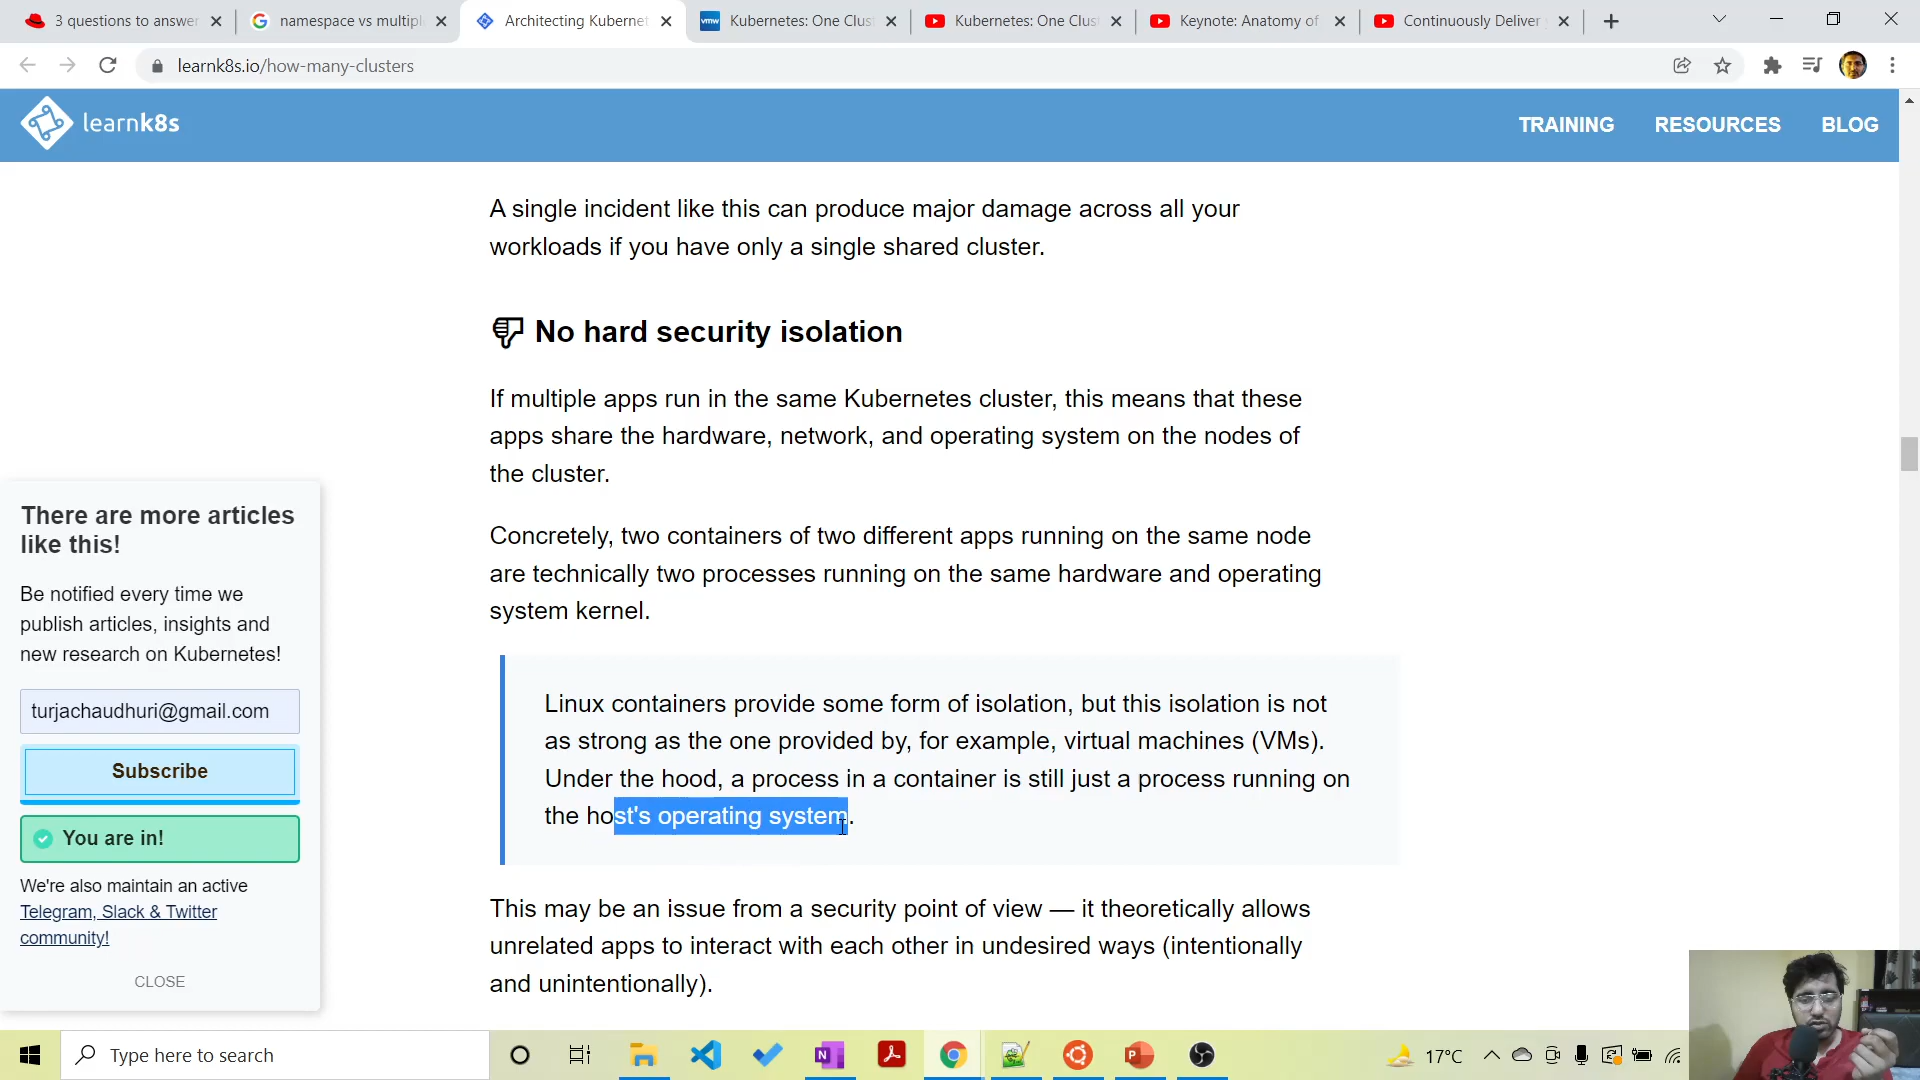 3 questions to answer
namespace vs multipl
Architecting Kubernet
Kubernetes: One Clust
Kubernetes: One Clust
Keynote: Anatomy of
Continuously Deliver
learnk8s.io/how-many-clusters
learnk8s
TRAINING
RESOURCES
BLOG
A single incident like this can produce major damage across all your
workloads if you have only a single shared cluster.
No hard security isolation
If multiple apps run in the same Kubernetes cluster, this means that these
apps share the hardware, network, and operating system on the nodes of
the cluster.
Concretely, two containers of two different apps running on the same node
are technically two processes running on the same hardware and operating
system kernel.
Linux containers provide some form of isolation, but this isolation is not
as strong as the one provided by, for example, virtual machines (VMs).
Under the hood, a process in a container is still just a process running on
the host's operating system.
This may be an issue from a security point of view — it theoretically allows
unrelated apps to interact with each other in undesired ways (intentionally
and unintentionally).
There are more articles
like this!
Be notified every time we
publish articles, insights and
new research on Kubernetes!
turjachaudhuri@gmail.com
Subscribe
You are in!
We're also maintain an active
Telegram, Slack & Twitter
community!
CLOSE
Type here to search
17°C